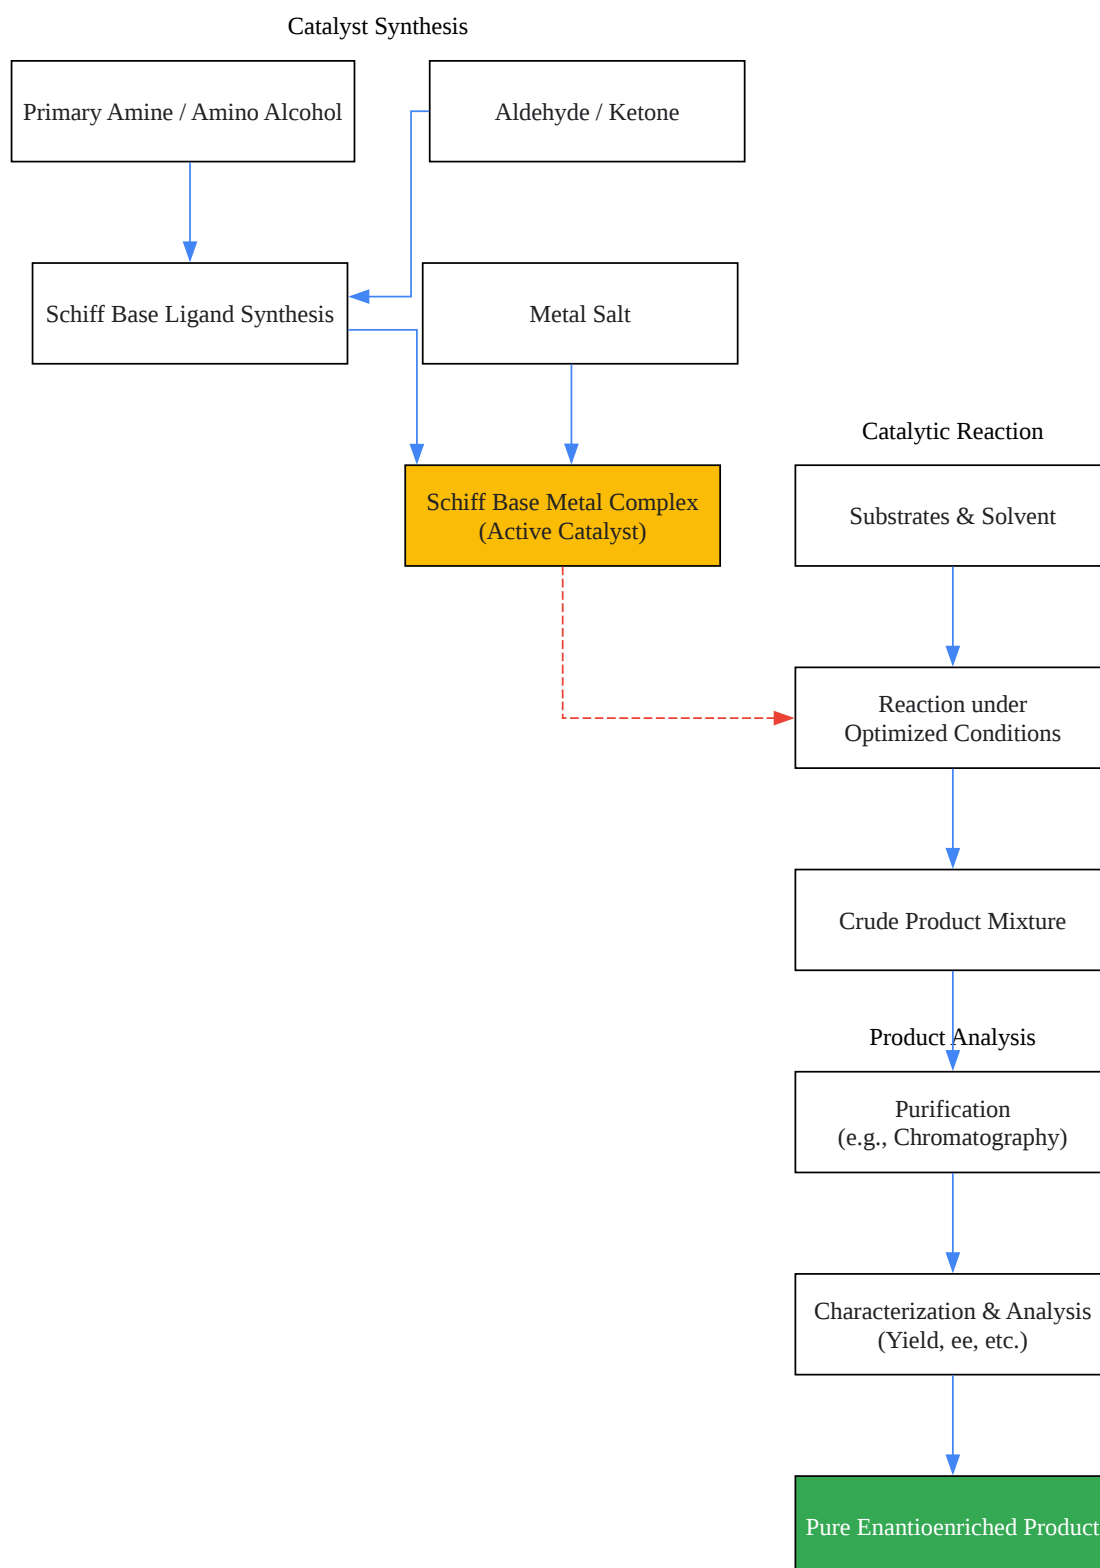 Catalyst Synthesis
Primary Amine / Amino Alcohol
Aldehyde / Ketone
Schiff Base Ligand Synthesis
Metal Salt
Catalytic Reaction
Schiff Base Metal Complex
(Active Catalyst)
Substrates & Solvent
Reaction under
Optimized Conditions
Crude Product Mixture
Product Analysis
Purification
(e.g., Chromatography)
Characterization & Analysis
(Yield, ee, etc.)
Pure Enantioenriched Product